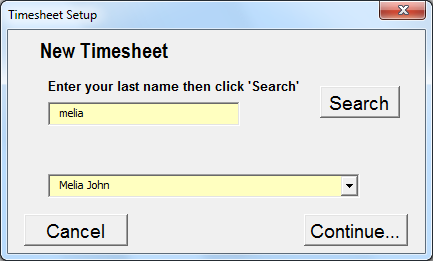 Timesheet Setup
New Timesheet
Enter your last name then click 'Search'
melia
Search
Melia John
Cancel
Continue...